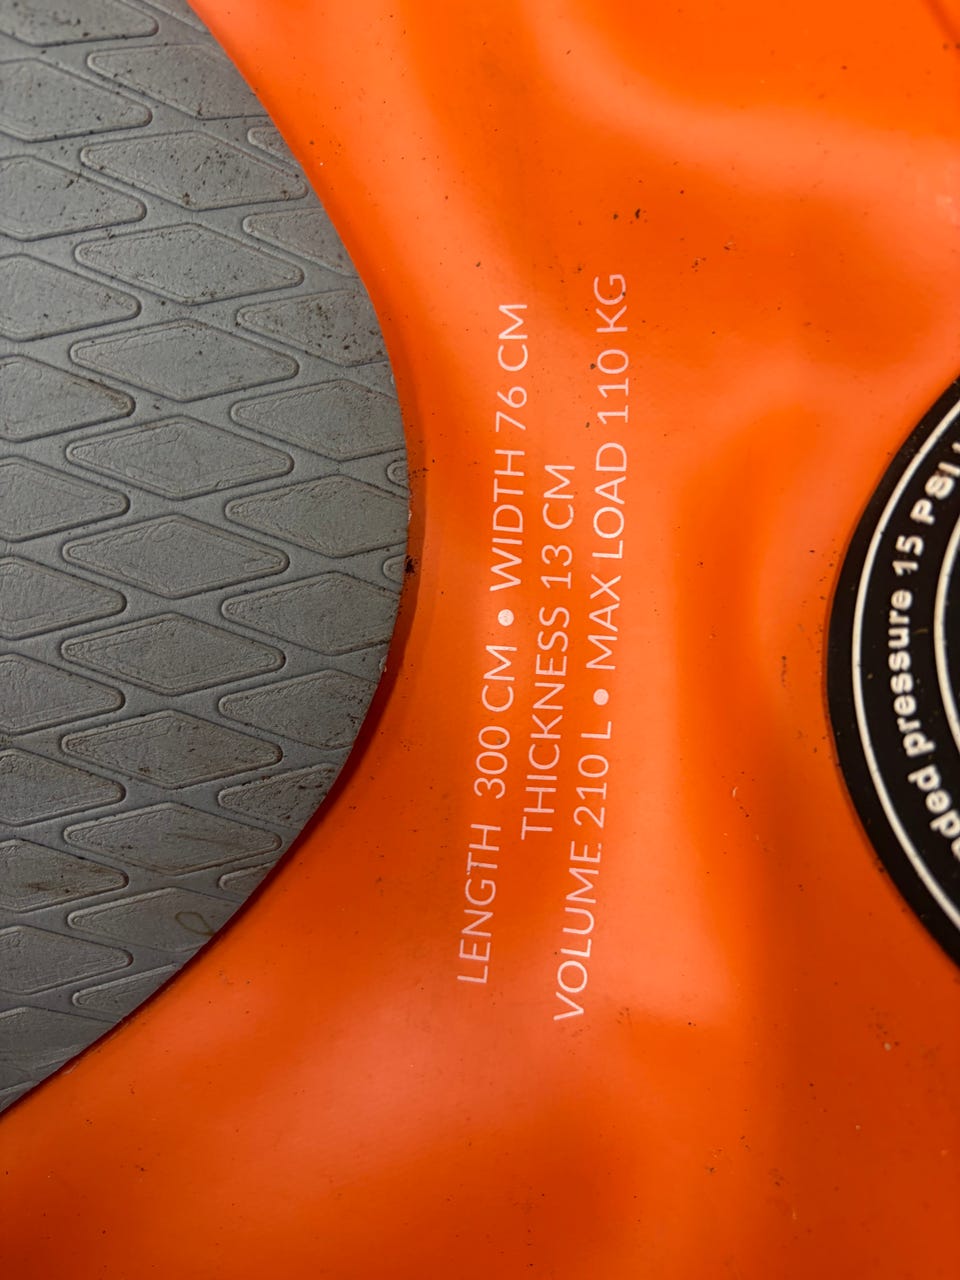 LENGTH 300 CM • WIDTH 76 CM
THICKNESS 13 CM
VOLUME 210 L • MAX LOAD 110 KG
pressure 15 PSI